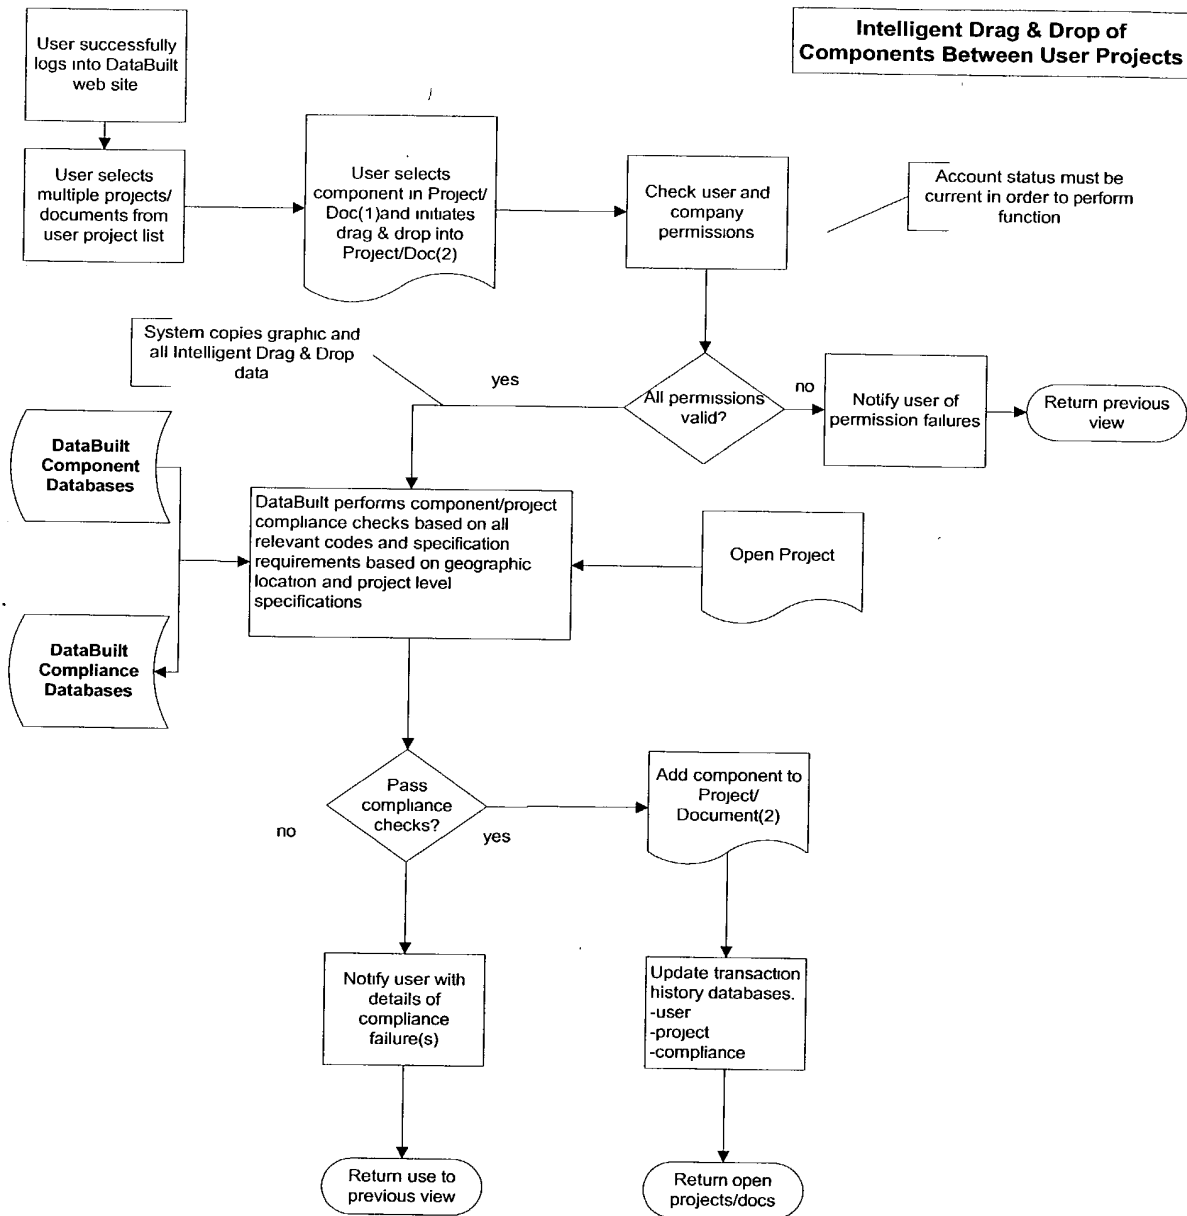 Intelligent Drag & Drop of
Components Between User Projects
User successfully
logs into DataBuilt
web site
User selects
multiple projects/
documents from
user project list
User selects
component in Project/
Doc(1)and initiates
drag & drop into
Project/Doc(2)
Check user and
company
permissions
Account status must be
current in order to perform
function
System copies graphic and
all Intelligent Drag & Drop
data
yes
All permissions
valid?
no
Notify user of
permission failures
Return previous
view
DataBuilt
Component
Databases
DataBuilt performs component/project
compliance checks based on all
relevant codes and specification
requirements based on geographic
location and project level
specifications
Open Project
DataBuilt
Compliance
Databases
Pass
compliance
checks?
no
yes
Add component to
Project/
Document(2)
Notify user with
details of
compliance
failure(s)
Update transaction
history databases.
-user
-project
-compliance
Return use to
previous view
Return open
projects/docs